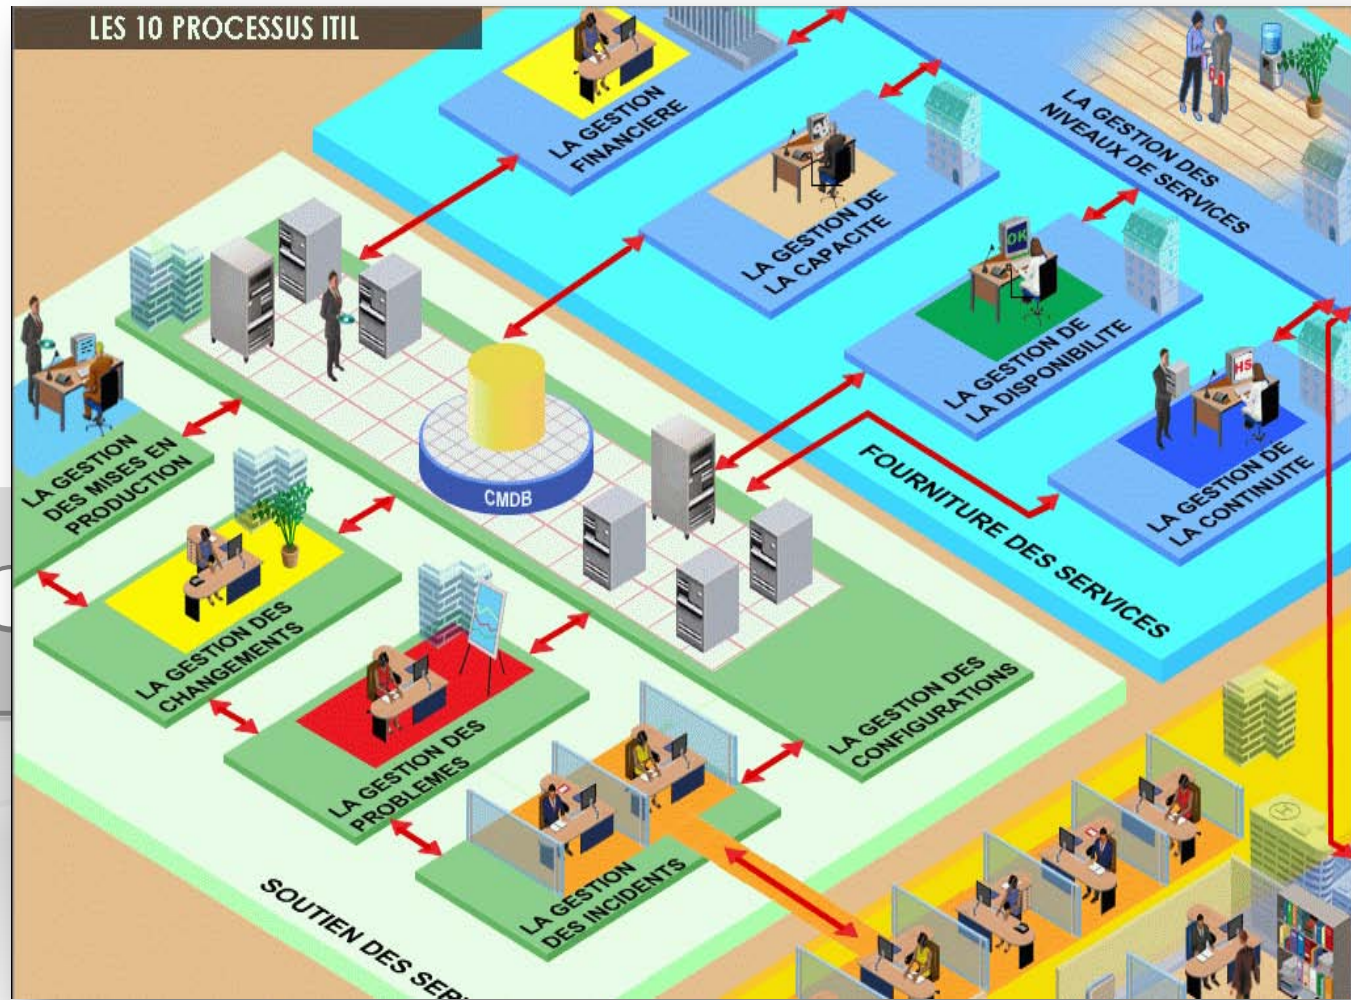 LES 10 PROCESSUS ITIL
LA GESTION
FINANCIERE
LA GESTION DES
NIVEAUX DE SERVICES
LA GESTION DE
LA CAPACITE
OK
LA GESTION DE
LA DISPONIBILITE
HS
LA GESTION DE
LA CONTINUITE
FOURNITURE DES SERVICES
LA GESTION
DES MISES EN
PRODUCTION
CMDB
LA GESTION DES
CHANGEMENTS
LA GESTION DES
PROBLEMES
LA GESTION DES
CONFIGURATIONS
LA GESTION
DES INCIDENTS
H
SOUTIEN DES SER